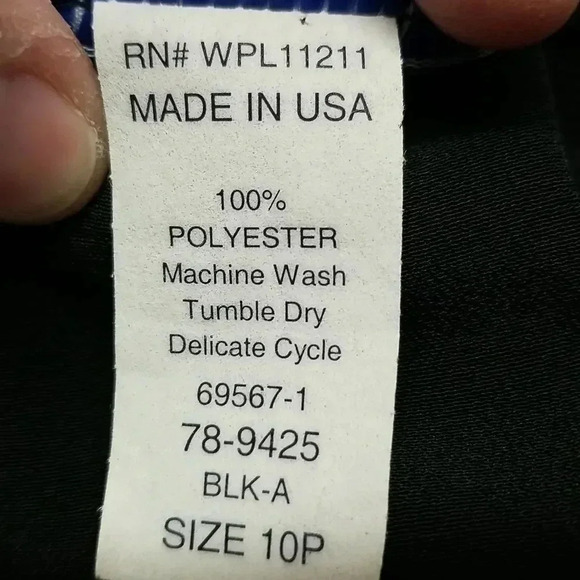 RN# WPL11211
MADE IN USA
100%
POLYESTER
Machine Wash
Tumble Dry
Delicate Cycle
69567-1
78-9425
BLK-A
SIZE 10P